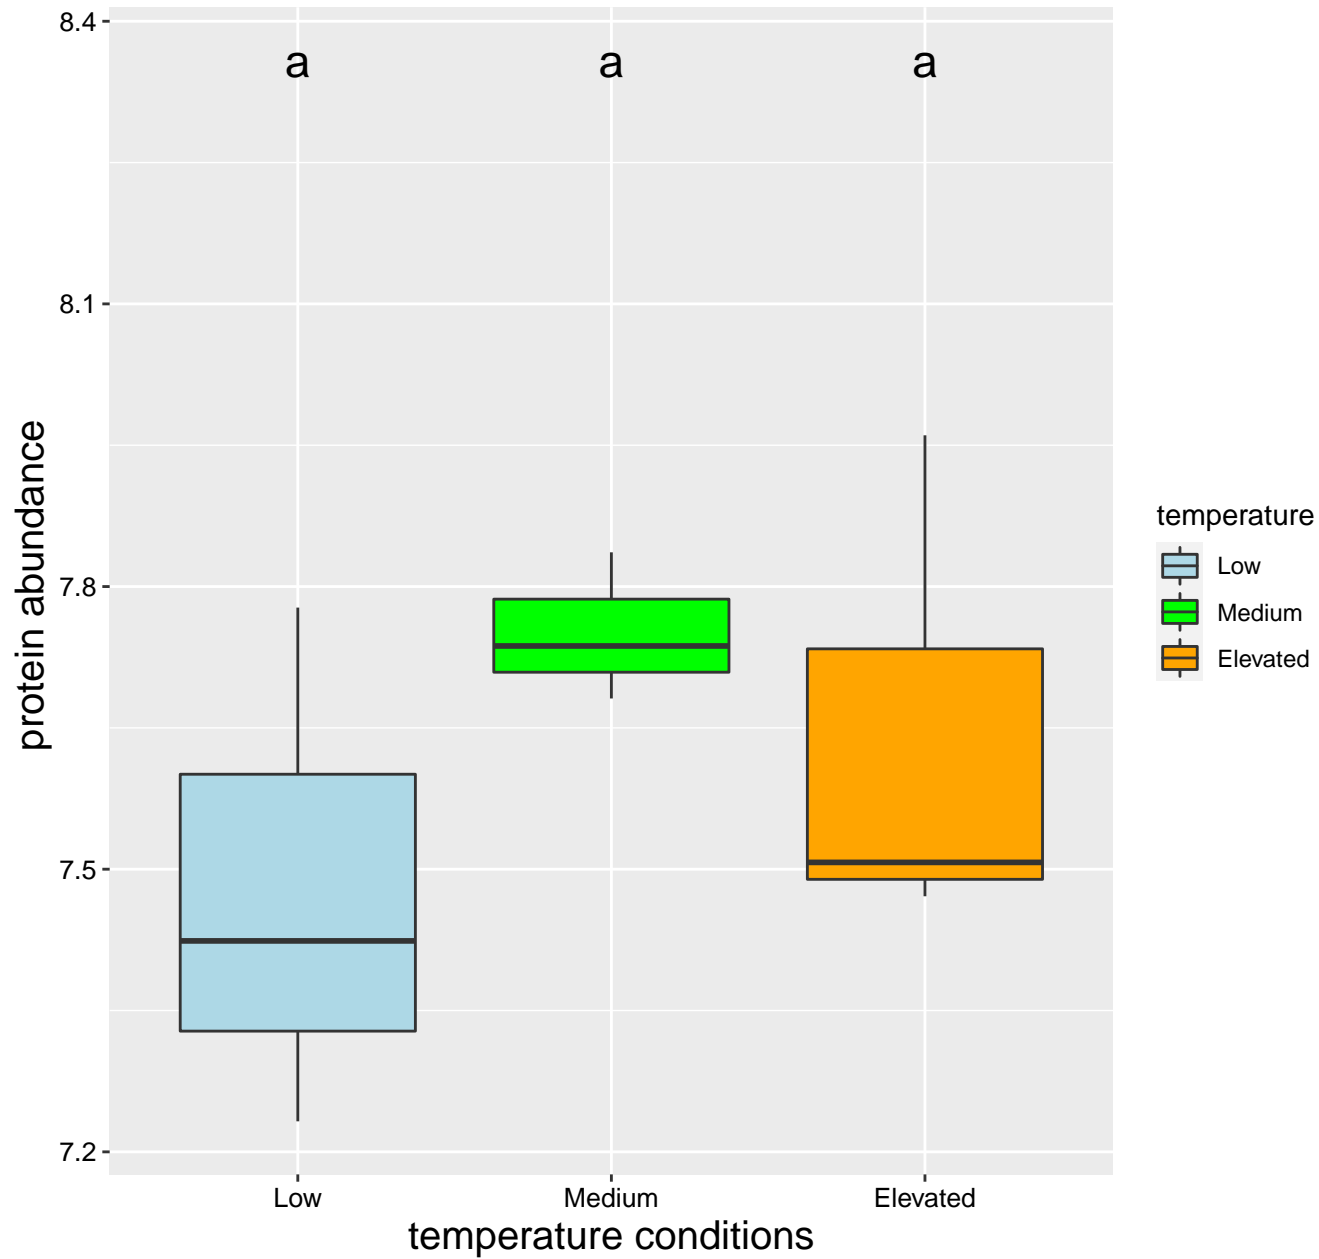 8.4
8.1
7.8
7.5
7.2
protein abundance
a a a
Low Medium Elevated
temperature conditions
temperature
Low
Medium
Elevated